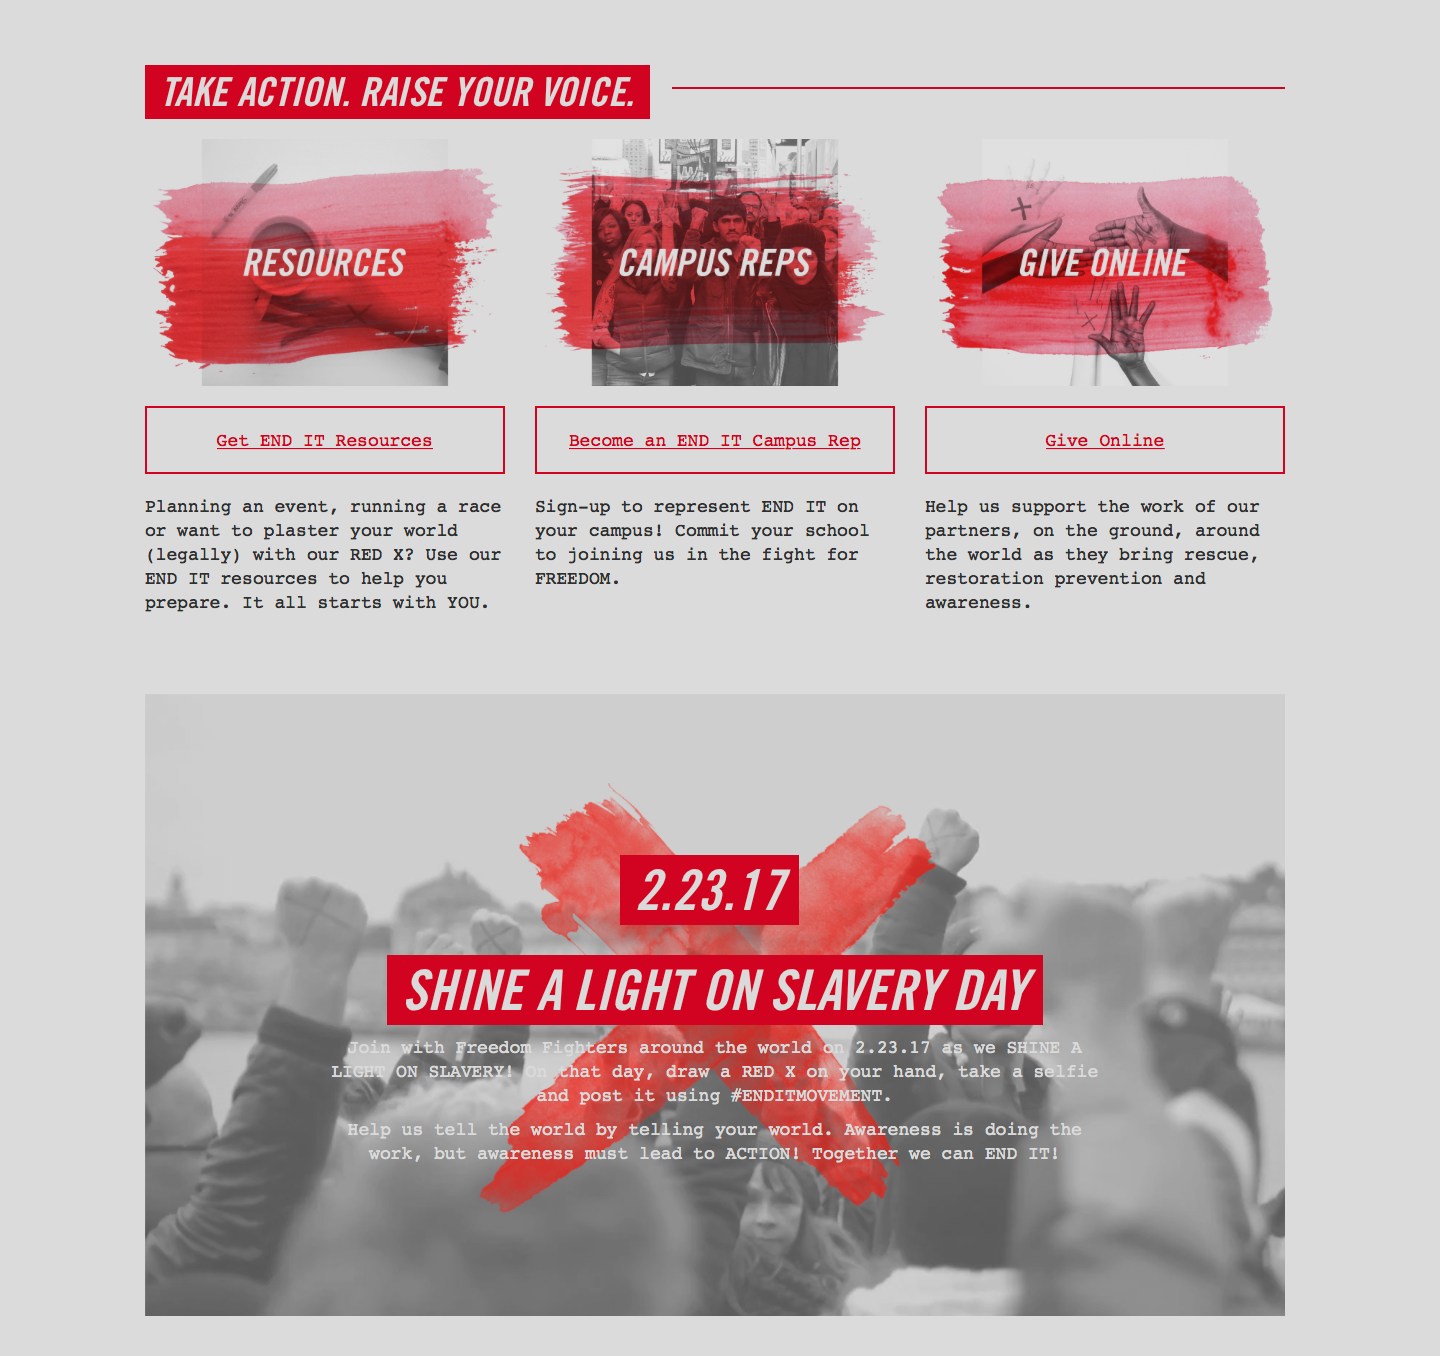 TAKE ACTION. RAISE YOUR VOICE.
RESOURCES
CAMPUS REPS
GIVE ONLINE
Get END IT Resources
Become an END IT Campus Rep
Give Online
Planning an event, running a race
or want to plaster your world
(legally) with our RED X? Use our
END IT resources to help you
prepare. It all starts with YOU.
Sign-up to represent END IT on
your campus! Commit your school
to joining us in the fight for
FREEDOM.
Help us support the work of our
partners, on the ground, around
the world as they bring rescue,
restoration prevention and
awareness.
2.23.17
SHINE A LIGHT ON SLAVERY DAY
Join with Freedom Fighters around the world on 2.23.17 as we SHINE A
LIGHT ON SLAVERY! On that day, draw a RED X on your hand, take a selfie
and post it using #ENDITMOVEMENT.
Help us tell the world by telling your world. Awareness is doing the
work, but awareness must lead to ACTION! Together we can END IT!